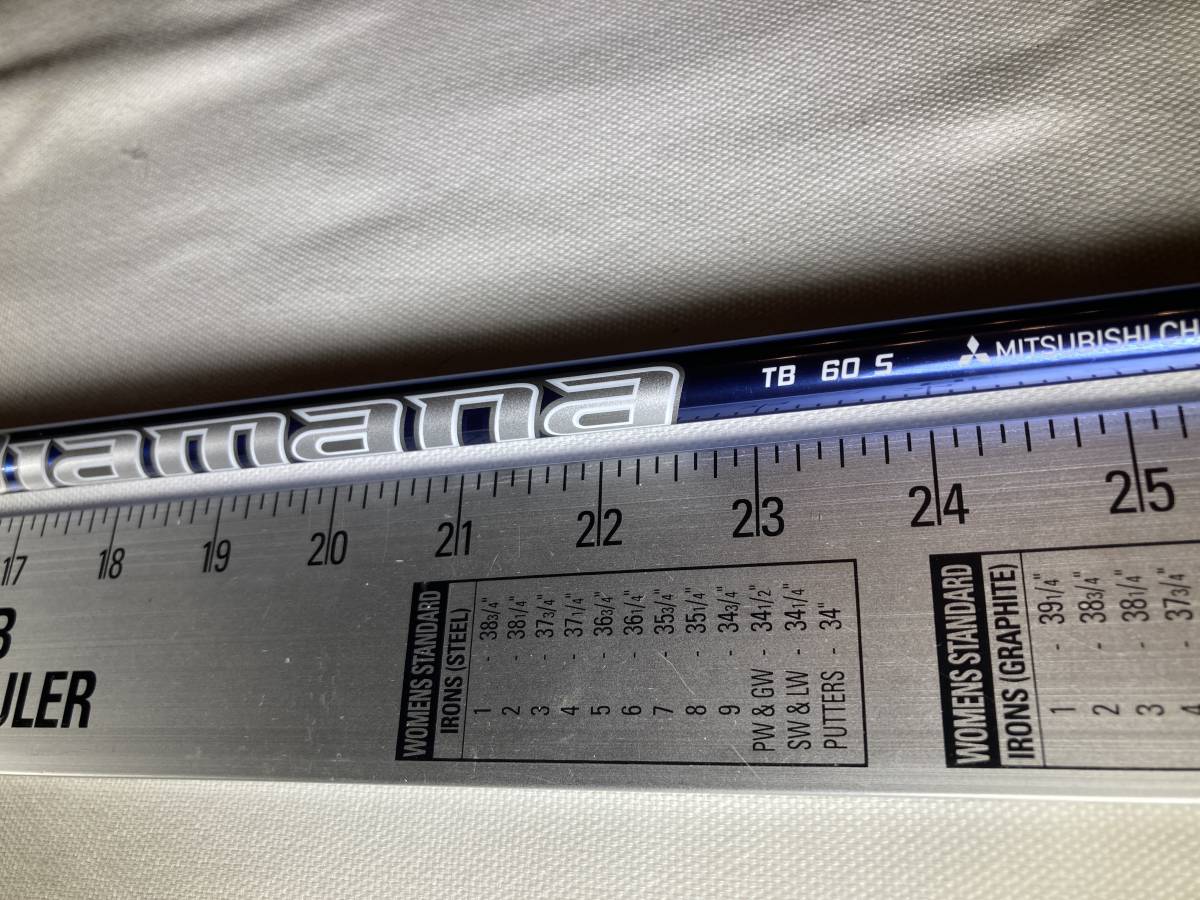 iamana TB 60 S MITSUBISHI CH
17 18 19 20 21 22 23 24 25
ULER
WOMENS STANDARD
IRONS (STEEL)
1 - 38 3/4"
2 - 38 1/4"
3 - 37 3/4"
4 - 37 1/4"
5 - 36 3/4"
6 - 36 1/4"
7 - 35 3/4"
8 - 35 1/4"
9 - 34 3/4"
PW & GW - 34 1/2"
SW & LW - 34 1/4"
PUTTERS - 34"
WOMENS STANDARD
IRONS (GRAPHITE)
1 - 39 1/4"
2 - 38 3/4"
3 - 38 1/4"
4 - 37 3/4"